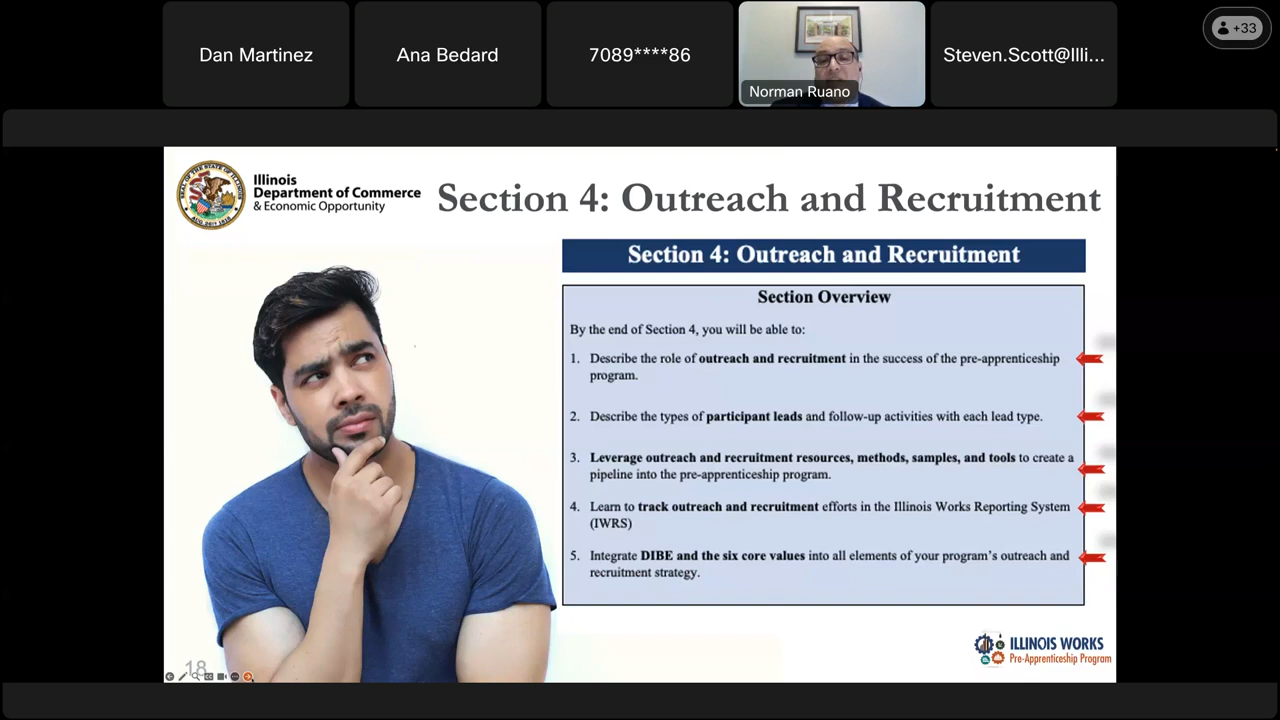 Dan Martinez
Ana Bedard
7089****86
Norman Ruano
Steven.Scott@Illi...
+33
Illinois
Department of Commerce
& Economic Opportunity
Section 4: Outreach and Recruitment
Section 4: Outreach and Recruitment
Section Overview
By the end of Section 4, you will be able to:
1. Describe the role of outreach and recruitment in the success of the pre-apprenticeship
program.
2. Describe the types of participant leads and follow-up activities with each lead type.
3. Leverage outreach and recruitment resources, methods, samples, and tools to create a
pipeline into the pre-apprenticeship program.
4. Learn to track outreach and recruitment efforts in the Illinois Works Reporting System
(IWRS)
5. Integrate DIBE and the six core values into all elements of your program's outreach and
recruitment strategy.
18
ILLINOIS WORKS
Pre-Apprenticeship Program